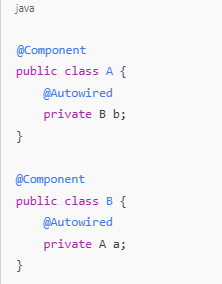 java
@Component
public class A {
    @Autowired
    private B b;
}
@Component
public class B {
    @Autowired
    private A a;
}